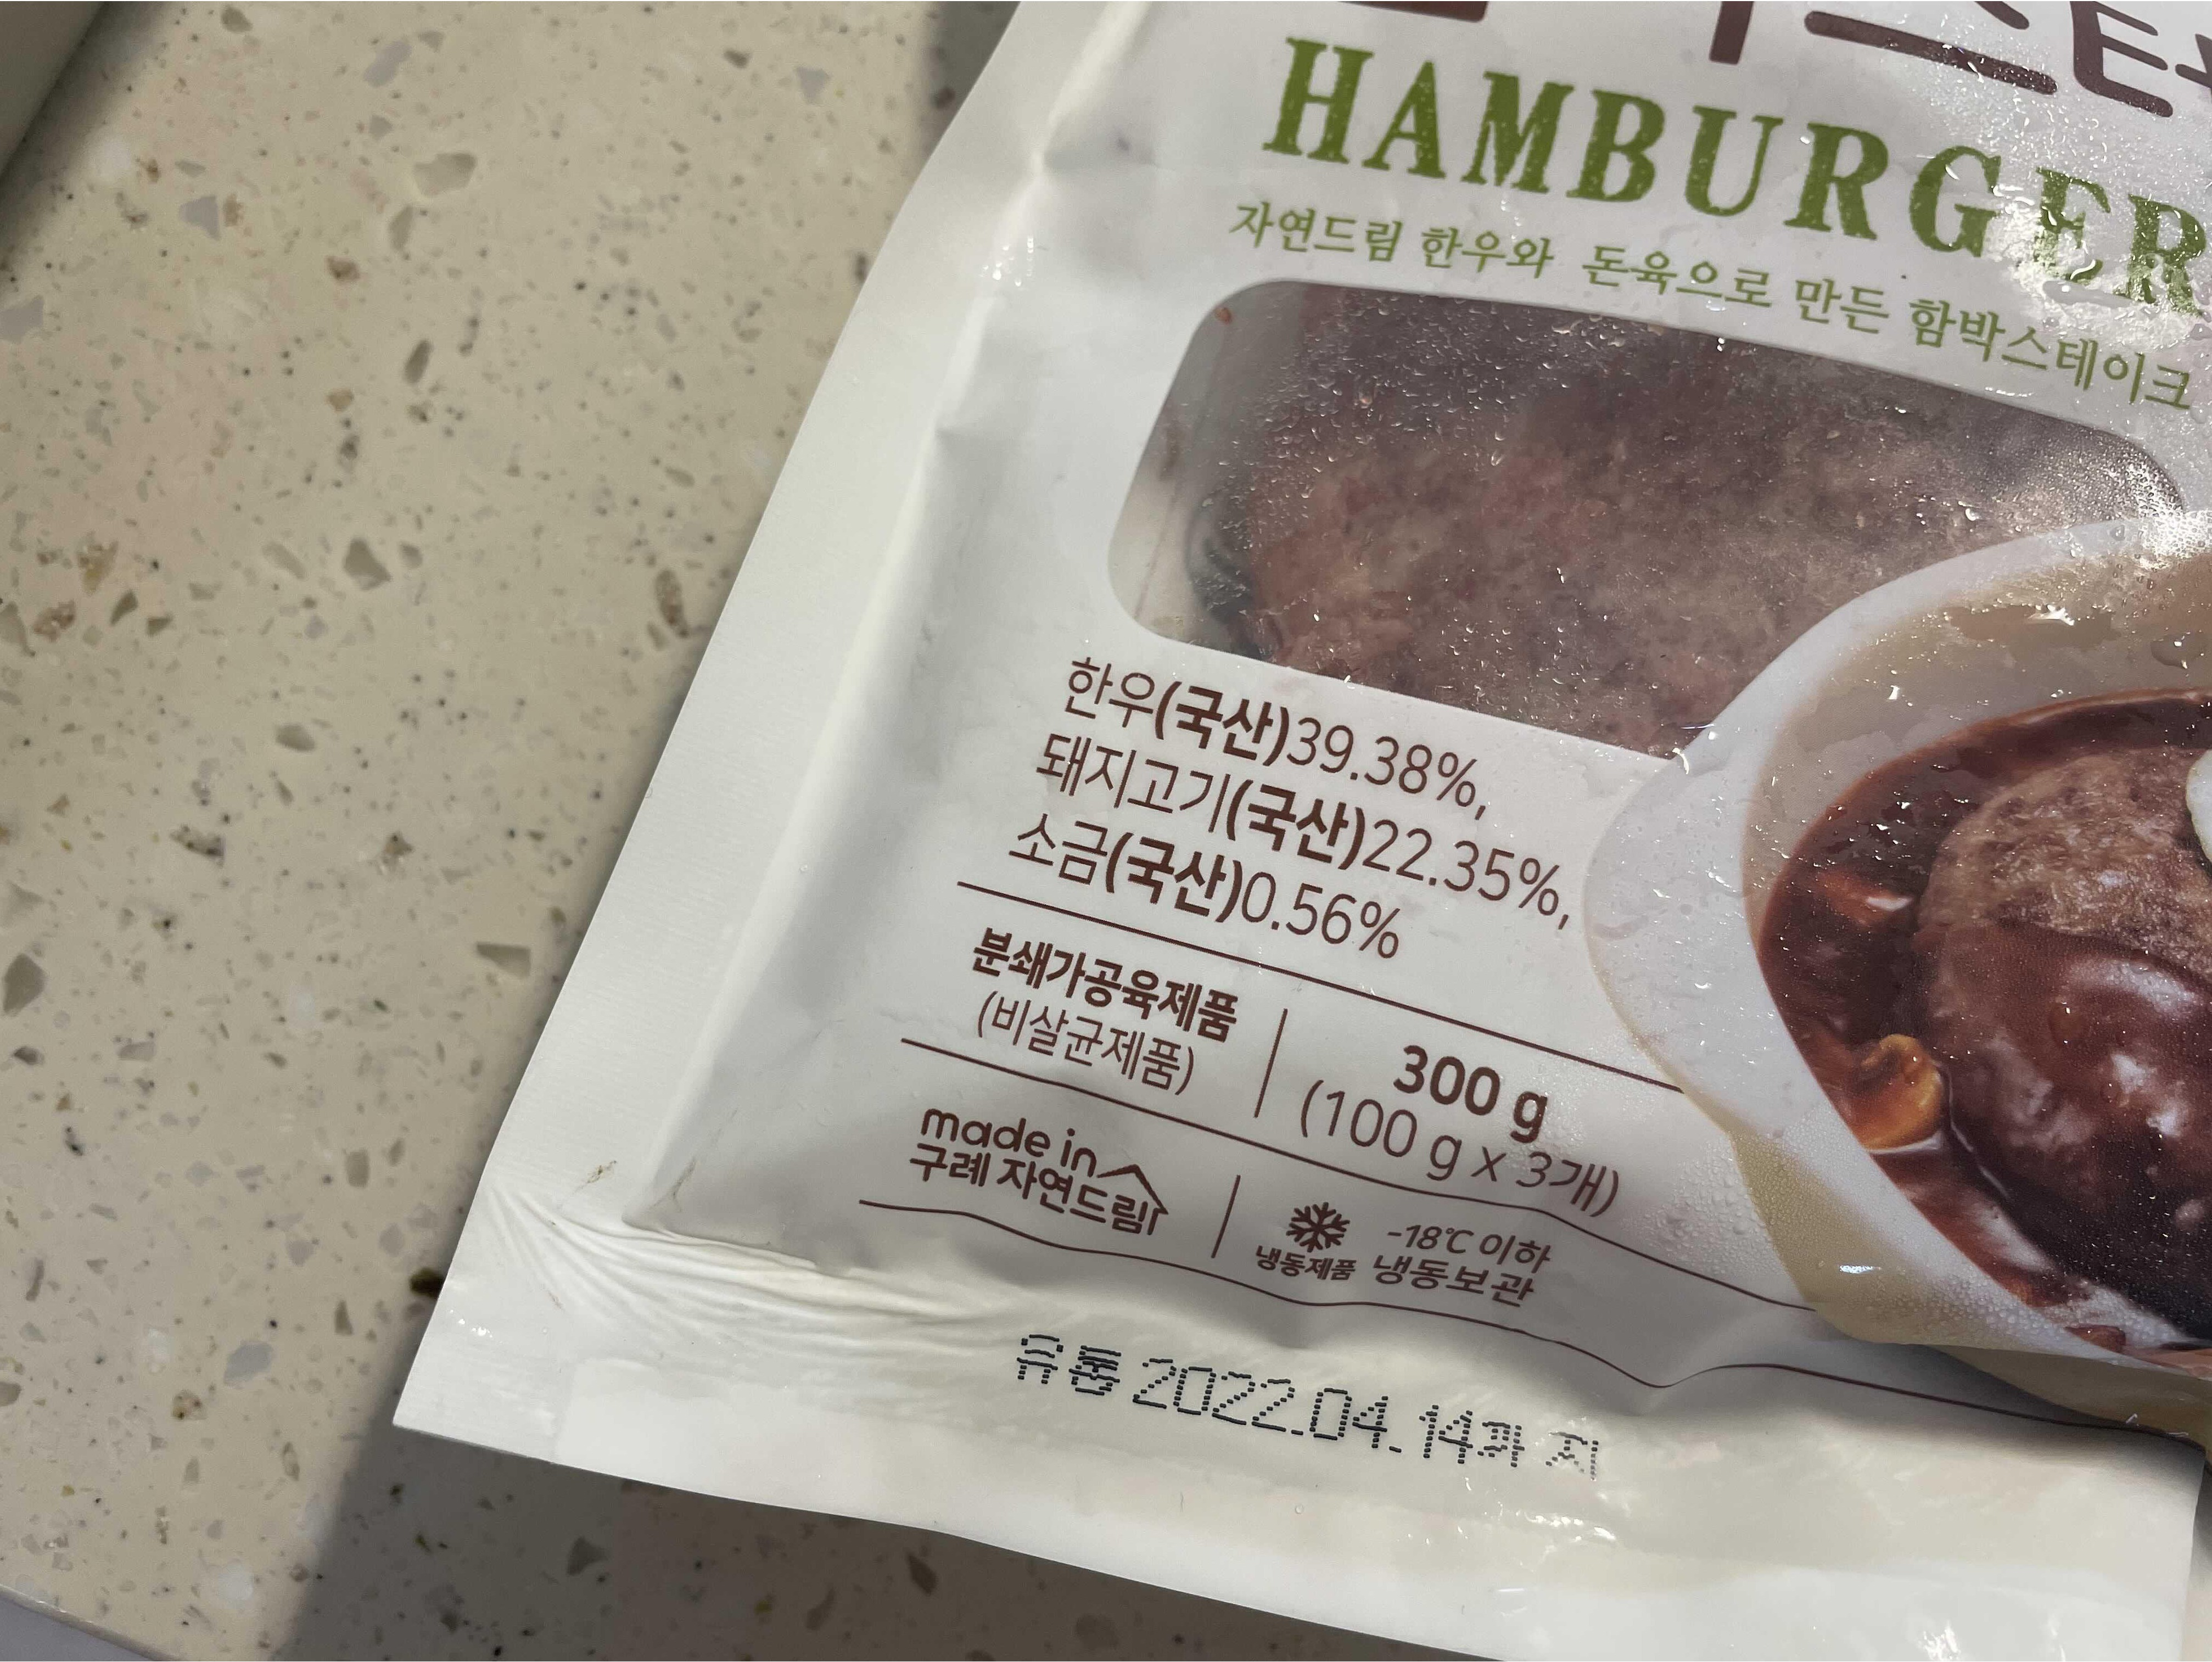 HAMBURGER
자연드림 한우와 돈육으로 만든 함박스테이크
한우(국산)39.38%,
돼지고기(국산)22.35%,
소금(국산)0.56%
분쇄가공육제품
(비살균제품)
300 g
(100 g x 3개)
made in
구례 자연드림
냉동제품
-18℃ 이하
냉동보관
유통 2022.04.14까지